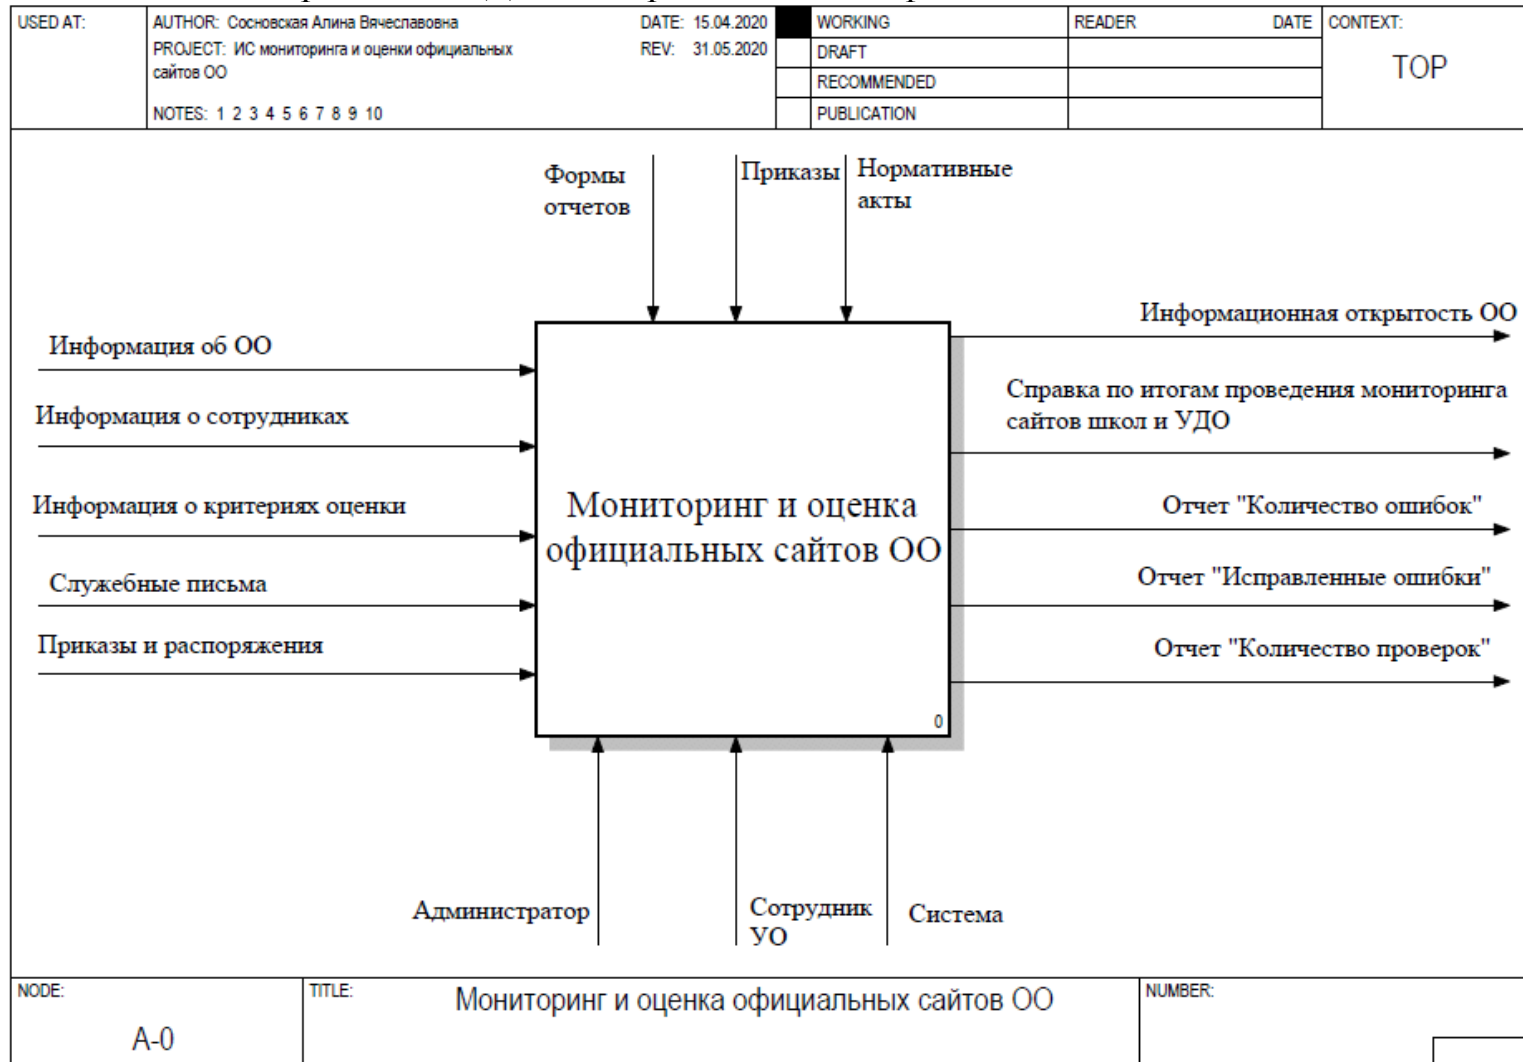 USED AT:
AUTHOR: Сосновская Алина Вячеславовна
DATE: 15.04.2020
PROJECT: ИС мониторинга и оценки официальных
сайтов ОО
REV: 31.05.2020
NOTES: 1 2 3 4 5 6 7 8 9 10
WORKING
DRAFT
RECOMMENDED
PUBLICATION
READER
DATE
CONTEXT:
TOP
Формы
отчетов
Приказы
Нормативные
акты
Информация об ОО
Информация о сотрудниках
Информация о критериях оценки
Служебные письма
Приказы и распоряжения
Мониторинг и оценка
официальных сайтов ОО
0
Информационная открытость ОО
Справка по итогам проведения мониторинга
сайтов школ и УДО
Отчет "Количество ошибок"
Отчет "Исправленные ошибки"
Отчет "Количество проверок"
Администратор
Сотрудник
УО
Система
NODE:
A-0
TITLE:
Мониторинг и оценка официальных сайтов ОО
NUMBER: